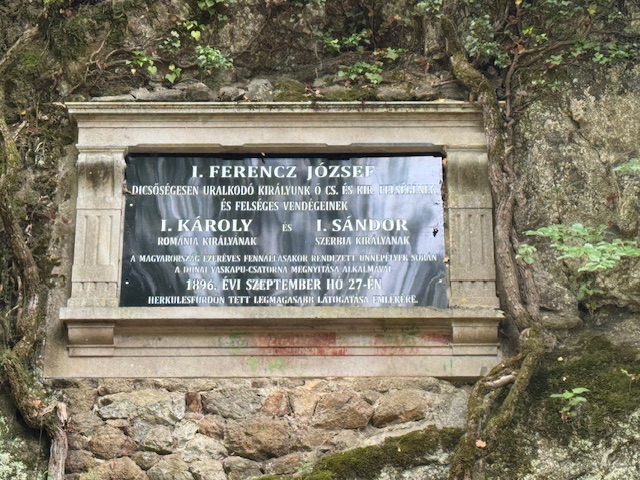 I. FERENCZ JÓZSEF
DICSŐSÉGESEN URALKODÓ KIRÁLYUNK Ő CS. ÉS KIR. FELSÉGÉNEK
ÉS FELSÉGES VENDÉGEINEK
I. KÁROLY ÉS I. SÁNDOR
ROMÁNIA KIRÁLYÁNAK SZERBIA KIRÁLYÁNAK
A MAGYARORSZÁG EZERÉVES FENNÁLLÁSAKOR RENDEZETT ÜNNEPÉLYEK SORÁN
A DUNAI VASKAPU-CSATORNA MEGNYITÁSA ALKALMÁVAL
1896. ÉVI SZEPTEMBER HÓ 27-ÉN
HERKULESFÜRDŐN TETT LEGMAGASABB LÁTOGATÁSA EMLÉKÉRE.